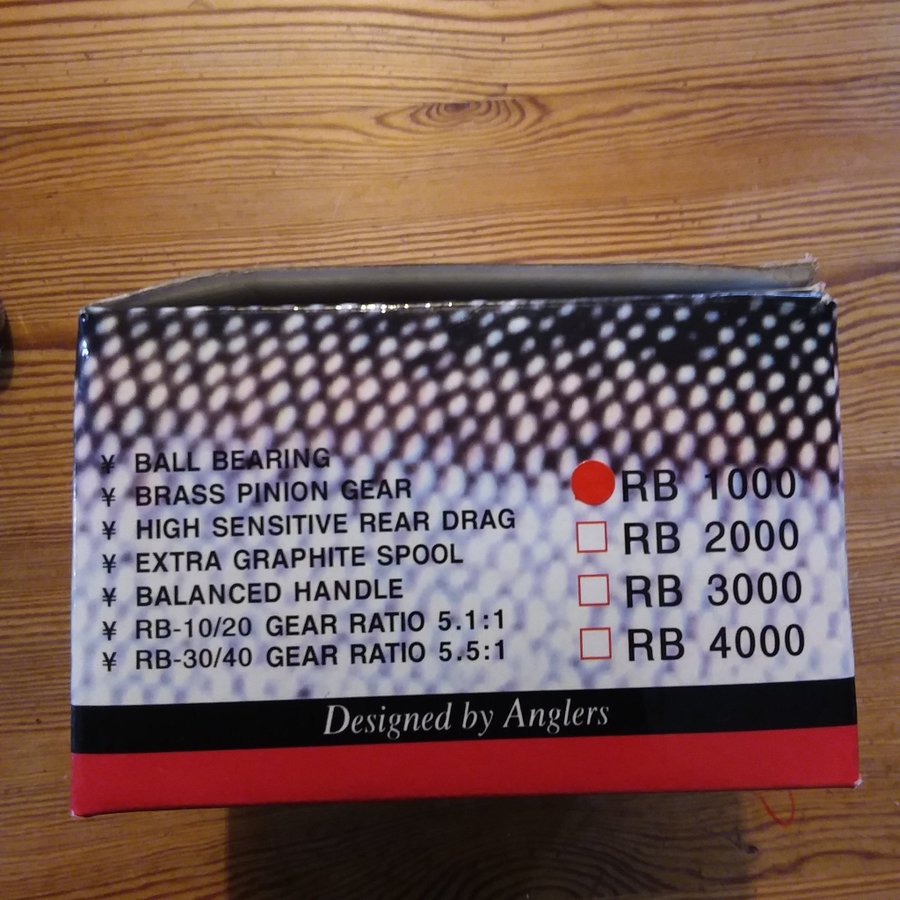 ¥ BALL BEARING
¥ BRASS PINION GEAR
¥ HIGH SENSITIVE REAR DRAG
¥ EXTRA GRAPHITE SPOOL
¥ BALANCED HANDLE
¥ RB-10/20 GEAR RATIO 5.1:1
¥ RB-30/40 GEAR RATIO 5.5:1
RB 1000
RB 2000
RB 3000
RB 4000
Designed by Anglers